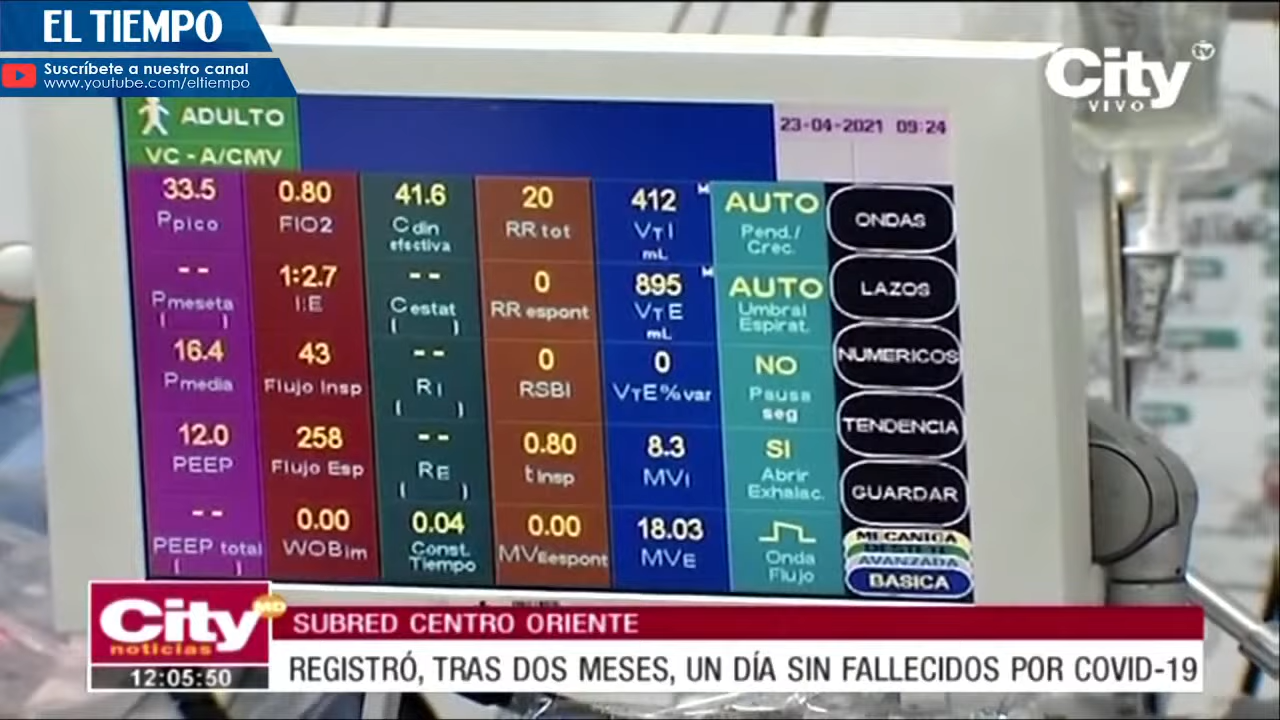 EL TIEMPO
Suscríbete a nuestro canal
www.youtube.com/eltiempo
City tv
VIVO
ADULTO
VC - A/CMV
23-04-2021 09:24
33.5
Ppico
0.80
FIO2
41.6
Cdin
efectiva
20
RR tot
412 M
VTI
mL
AUTO
Pend./
Crec.
ONDAS
--
Pmeseta
[ ]
1:2.7
I:E
--
Cestat
[ ]
0
RR espont
895 M
VTE
mL
AUTO
Umbral
Espirat.
LAZOS
16.4
Pmedia
43
Flujo Insp
--
RI
[ ]
0
RSBI
0
VTE%var
NO
Pausa
seg
NUMERICOS
12.0
PEEP
258
Flujo Esp
--
RE
[ ]
0.80
tinsp
8.3
MVI
SI
Abrir
Exhalac.
TENDENCIA
--
PEEP total
[ ]
0.00
WOBim
0.04
Const.
Tiempo
0.00
MVEespont
18.03
MVE
Onda
Flujo
GUARDAR
MECANICA
AVANZADA
BASICA
City MD
noticias
12:05:50
SUBRED CENTRO ORIENTE
REGISTRÓ, TRAS DOS MESES, UN DÍA SIN FALLECIDOS POR COVID-19